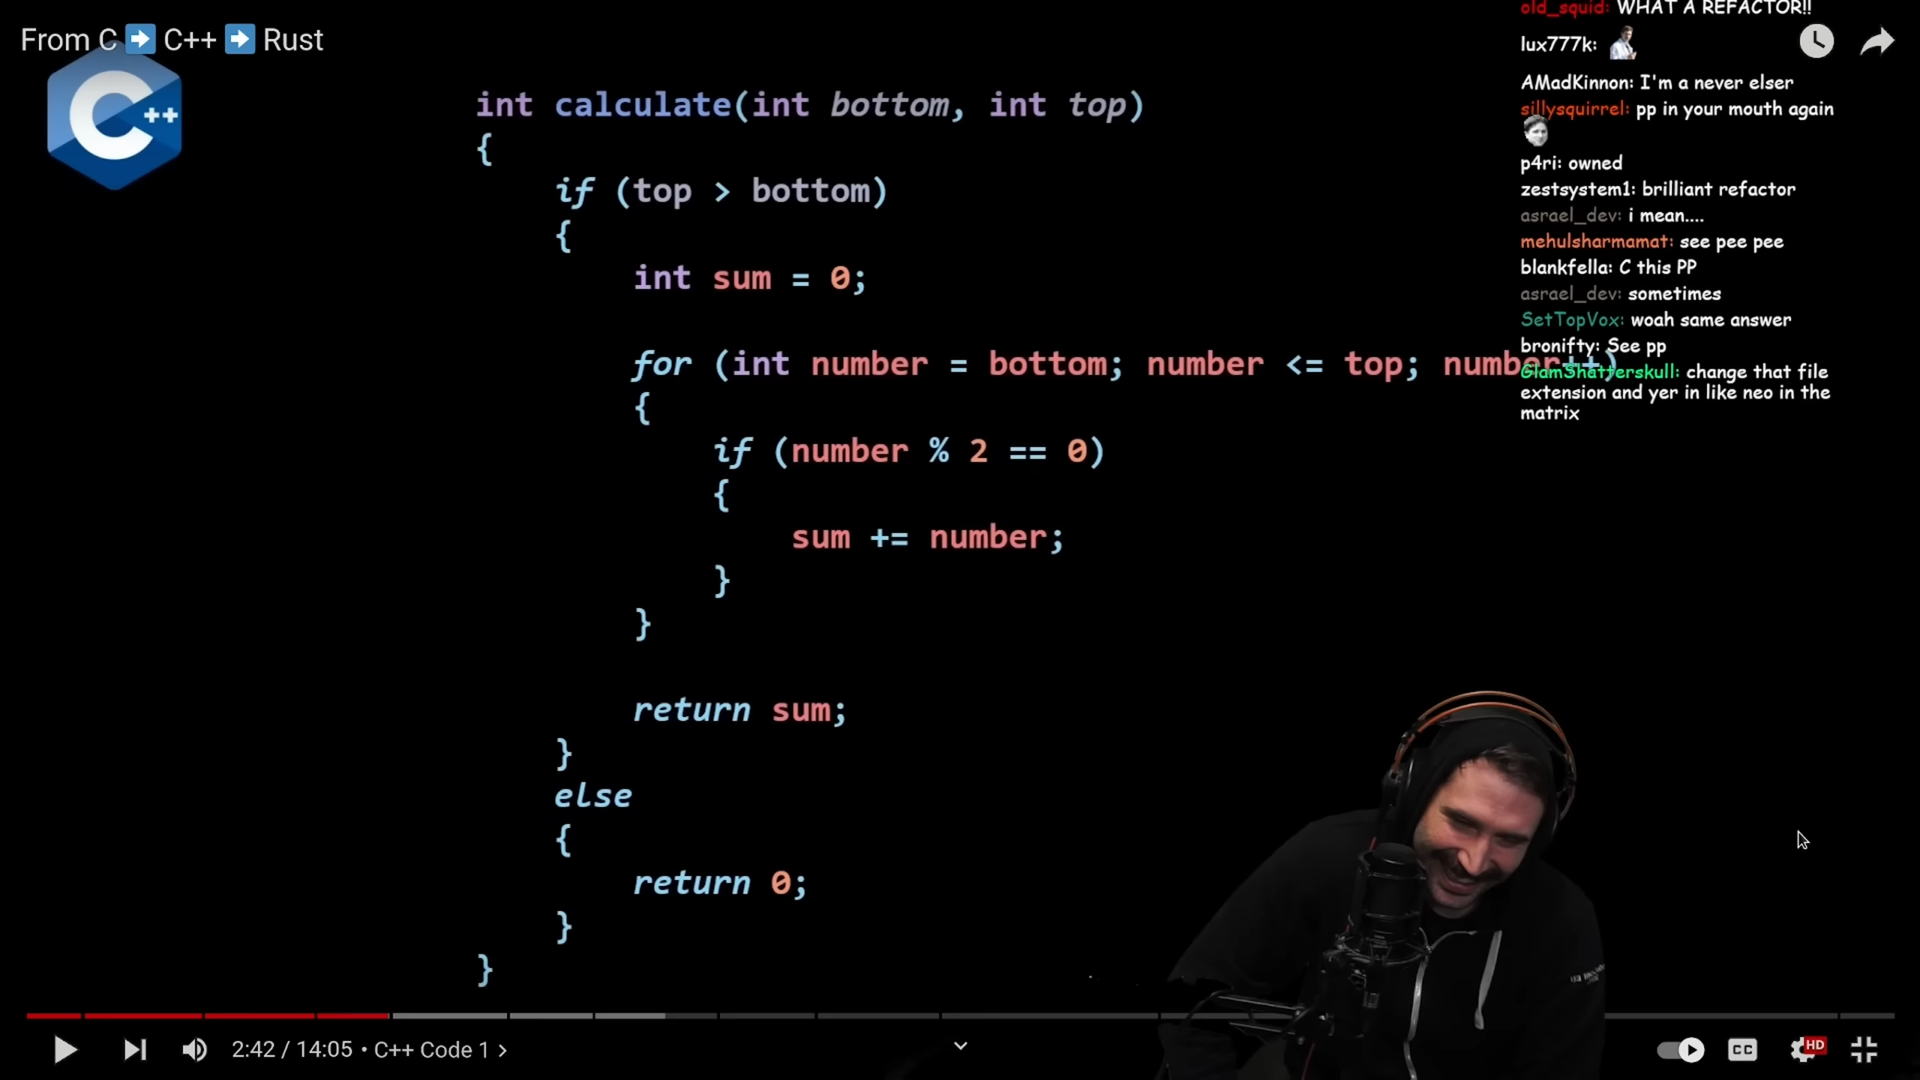 From C ➡ C++ ➡ Rust
C++
int calculate(int bottom, int top)
{
if (top > bottom)
{
int sum = 0;
for (int number = bottom; number <= top; number++)
{
if (number % 2 == 0)
{
sum += number;
}
}
return sum;
}
else
{
return 0;
}
}
old_squid: WHAT A REFACTOR!!
lux777k:
AMadKinnon: I'm a never elser
sillysquirrel: pp in your mouth again
p4ri: owned
zestsystem1: brilliant refactor
asrael_dev: i mean....
mehulsharmamat: see pee pee
blankfella: C this PP
asrael_dev: sometimes
SetTopVox: woah same answer
bronifty: See pp
GlamShatterskull: change that file
extension and yer in like neo in the
matrix
2:42 / 14:05 • C++ Code 1 >
CC
HD